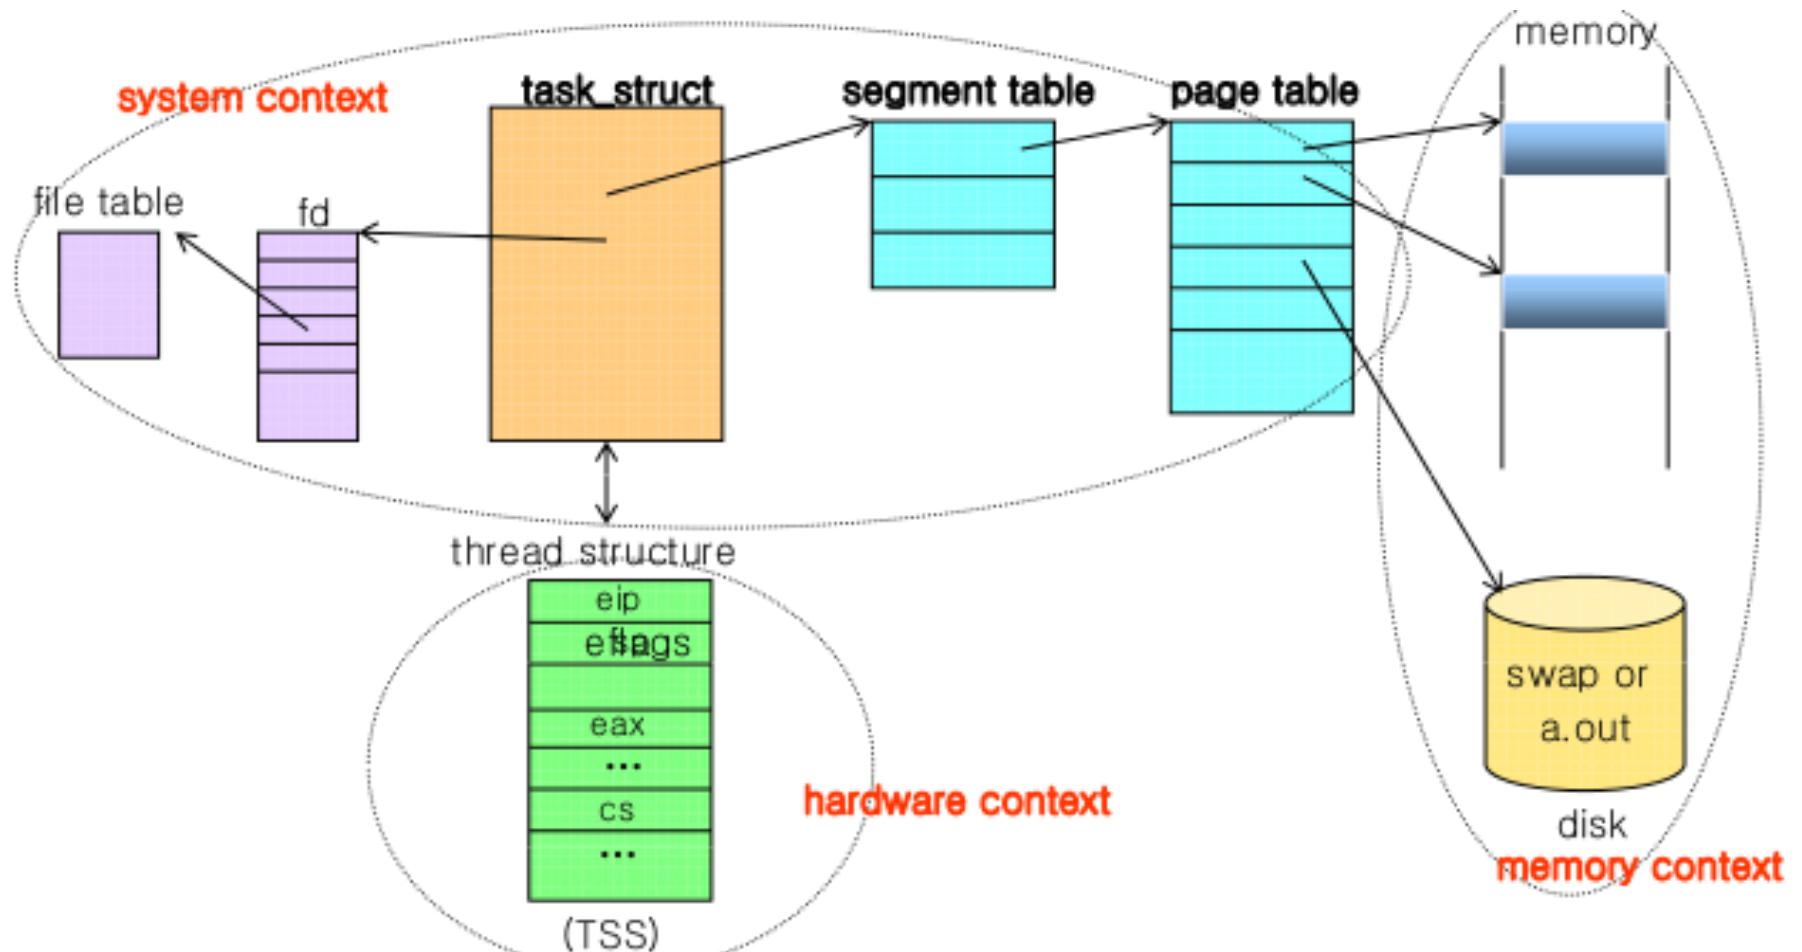 memory
system context
task_struct
segment table
page table
file table
fd
thread structure
eip
eflags
eax
...
cs
...
(TSS)
hardware context
swap or
a.out
disk
memory context